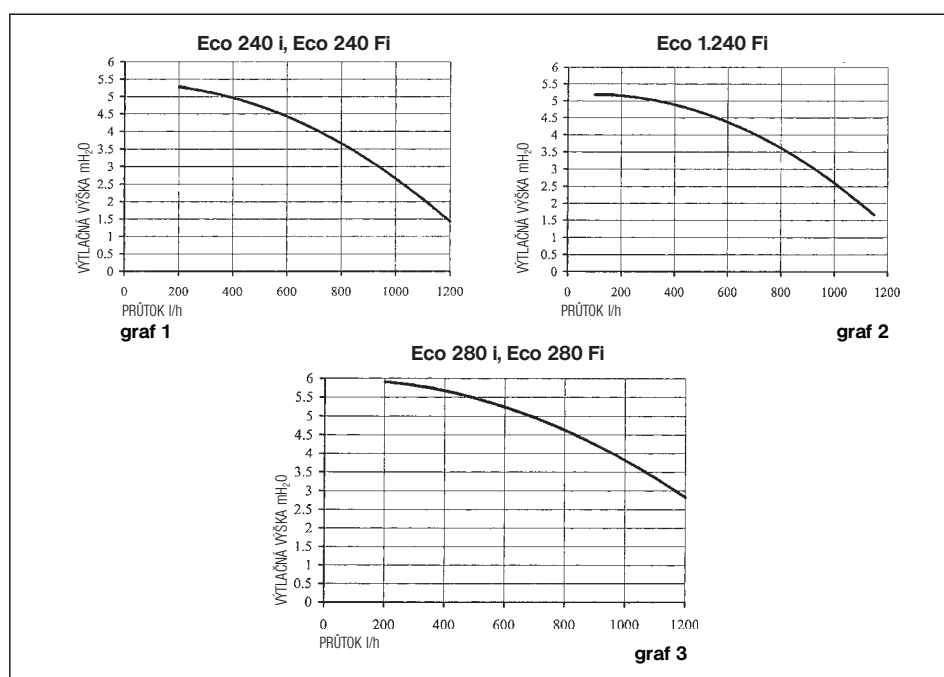 Eco 240 i, Eco 240 Fi
6
5.5
5
4.5
4
3.5
3
2.5
2
1.5
1
0.5
0
VÝTLAČNÁ VÝŠKA mH₂O
0 200 400 600 800 1000 1200
PRŮTOK l/h
graf 1
Eco 1.240 Fi
6
5.5
5
4.5
4
3.5
3
2.5
2
1.5
1
0.5
0
VÝTLAČNÁ VÝŠKA mH₂O
0 200 400 600 800 1000 1200
PRŮTOK l/h
graf 2
Eco 280 i, Eco 280 Fi
6
5.5
5
4.5
4
3.5
3
2.5
2
1.5
1
0.5
0
VÝTLAČNÁ VÝŠKA mH₂O
0 200 400 600 800 1000 1200
PRŮTOK l/h
graf 3